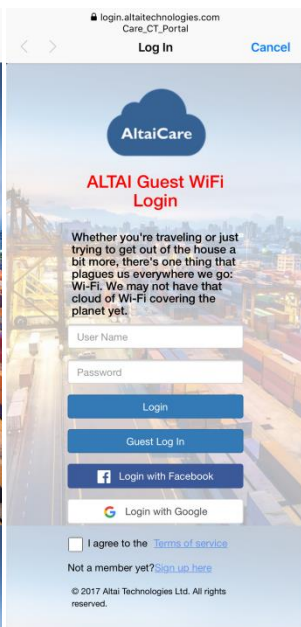 login.altaitechnologies.com
Care_CT_Portal
Log In
Cancel
AltaiCare
ALTAI Guest WiFi
Login
Whether you're traveling or just
trying to get out of the house a
bit more, there's one thing that
plagues us everywhere we go:
Wi-Fi. We may not have that
cloud of Wi-Fi covering the
planet yet.
User Name
Password
Login
Guest Log In
Login with Facebook
Login with Google
I agree to the Terms of service
Not a member yet?Sign up here
© 2017 Altai Technologies Ltd. All rights
reserved.